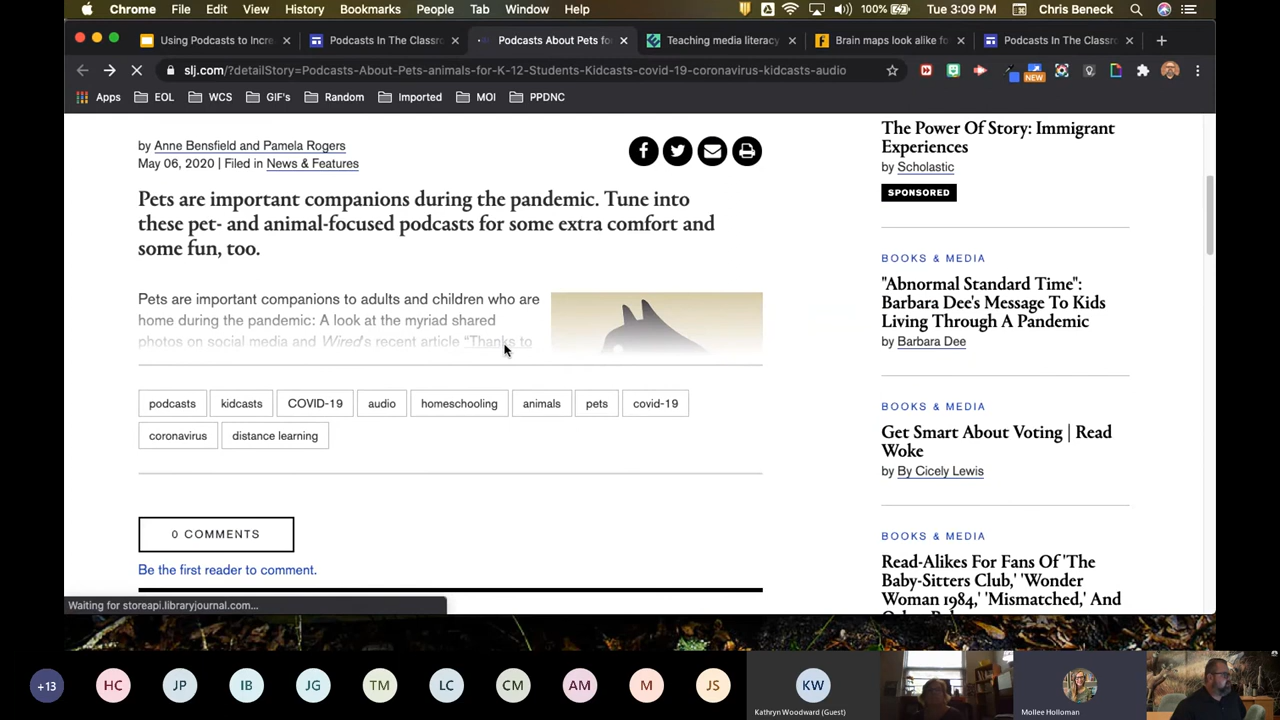 Chrome File Edit View History Bookmarks People Tab Window Help 100% Tue 3:09 PM Chris Beneck
Using Podcasts to Incre
Podcasts In The Classro
Podcasts About Pets fo
Teaching media literacy
Brain maps look alike fo
Podcasts In The Classro
slj.com/?detailStory=Podcasts-About-Pets-animals-for-K-12-Students-Kidcasts-covid-19-coronavirus-kidcasts-audio
NEW
Apps EOL WCS GIF's Random Imported MOI PPDNC
by Anne Bensfield and Pamela Rogers
May 06, 2020 | Filed in News & Features
Pets are important companions during the pandemic. Tune into
these pet- and animal-focused podcasts for some extra comfort and
some fun, too.
Pets are important companions to adults and children who are
home during the pandemic: A look at the myriad shared
photos on social media and Wired's recent article "Thanks to
podcasts kidcasts COVID-19 audio homeschooling animals pets covid-19
coronavirus distance learning
0 COMMENTS
Be the first reader to comment.
The Power Of Story: Immigrant
Experiences
by Scholastic
SPONSORED
BOOKS & MEDIA
"Abnormal Standard Time":
Barbara Dee's Message To Kids
Living Through A Pandemic
by Barbara Dee
BOOKS & MEDIA
Get Smart About Voting | Read
Woke
by By Cicely Lewis
BOOKS & MEDIA
Read-Alikes For Fans Of 'The
Baby-Sitters Club,' 'Wonder
Woman 1984,' 'Mismatched,' And
Waiting for storeapi.libraryjournal.com...
+13 HC JP IB JG TM LC CM AM M JS KW
Kathryn Woodward (Guest)
Mollee Holloman